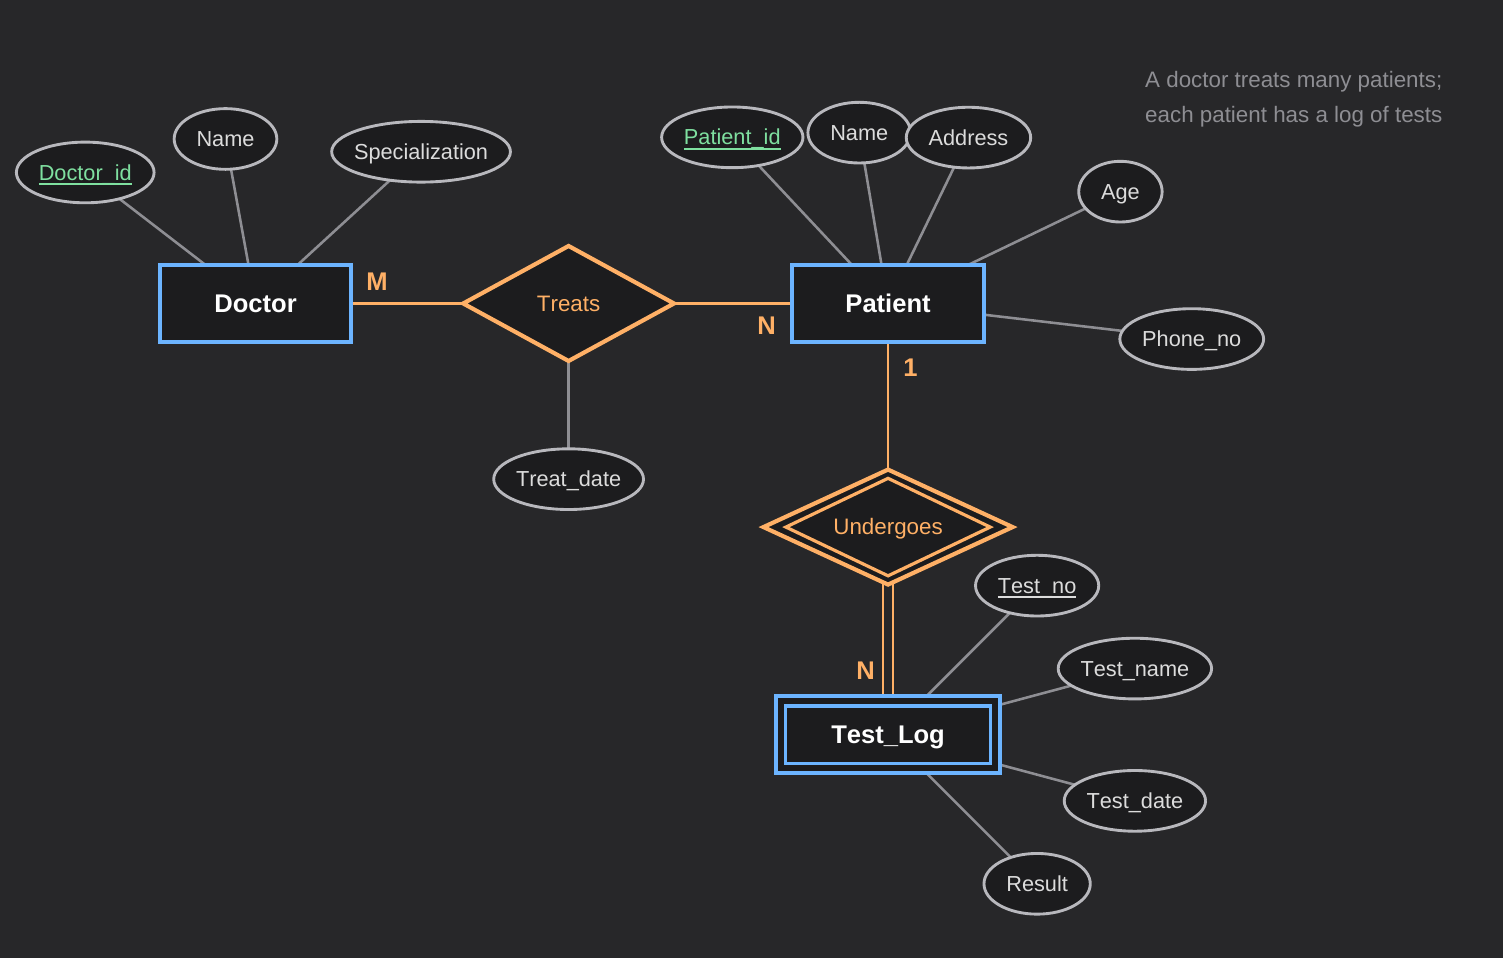 A doctor treats many patients;
each patient has a log of tests
Doctor_id
Name
Specialization
Patient_id
Name
Address
Age
Doctor
M
Treats
N
Patient
Phone_no
1
Treat_date
Undergoes
Test_no
N
Test_name
Test_Log
Test_date
Result